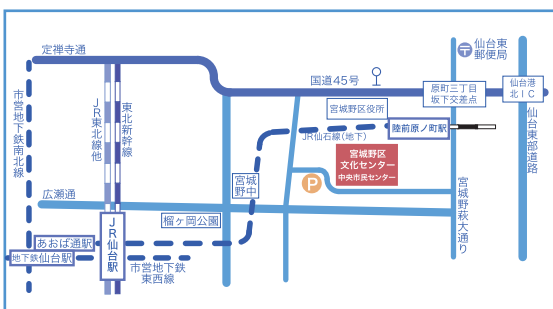 定禅寺通
仙台東
郵便局
国道45号
原町三丁目
坂下交差点
仙台港
北IC
市営地下鉄南北線
JR東北線他
東北新幹線
宮城野区役所
陸前原ノ町駅
JR仙石線(地下)
仙台東部道路
宮城野区
文化センター
中央市民センター
P
宮城
野中
広瀬通
榴ヶ岡公園
宮城野萩大通り
JR仙台駅
あおば通駅
地下鉄仙台駅
市営地下鉄
東西線